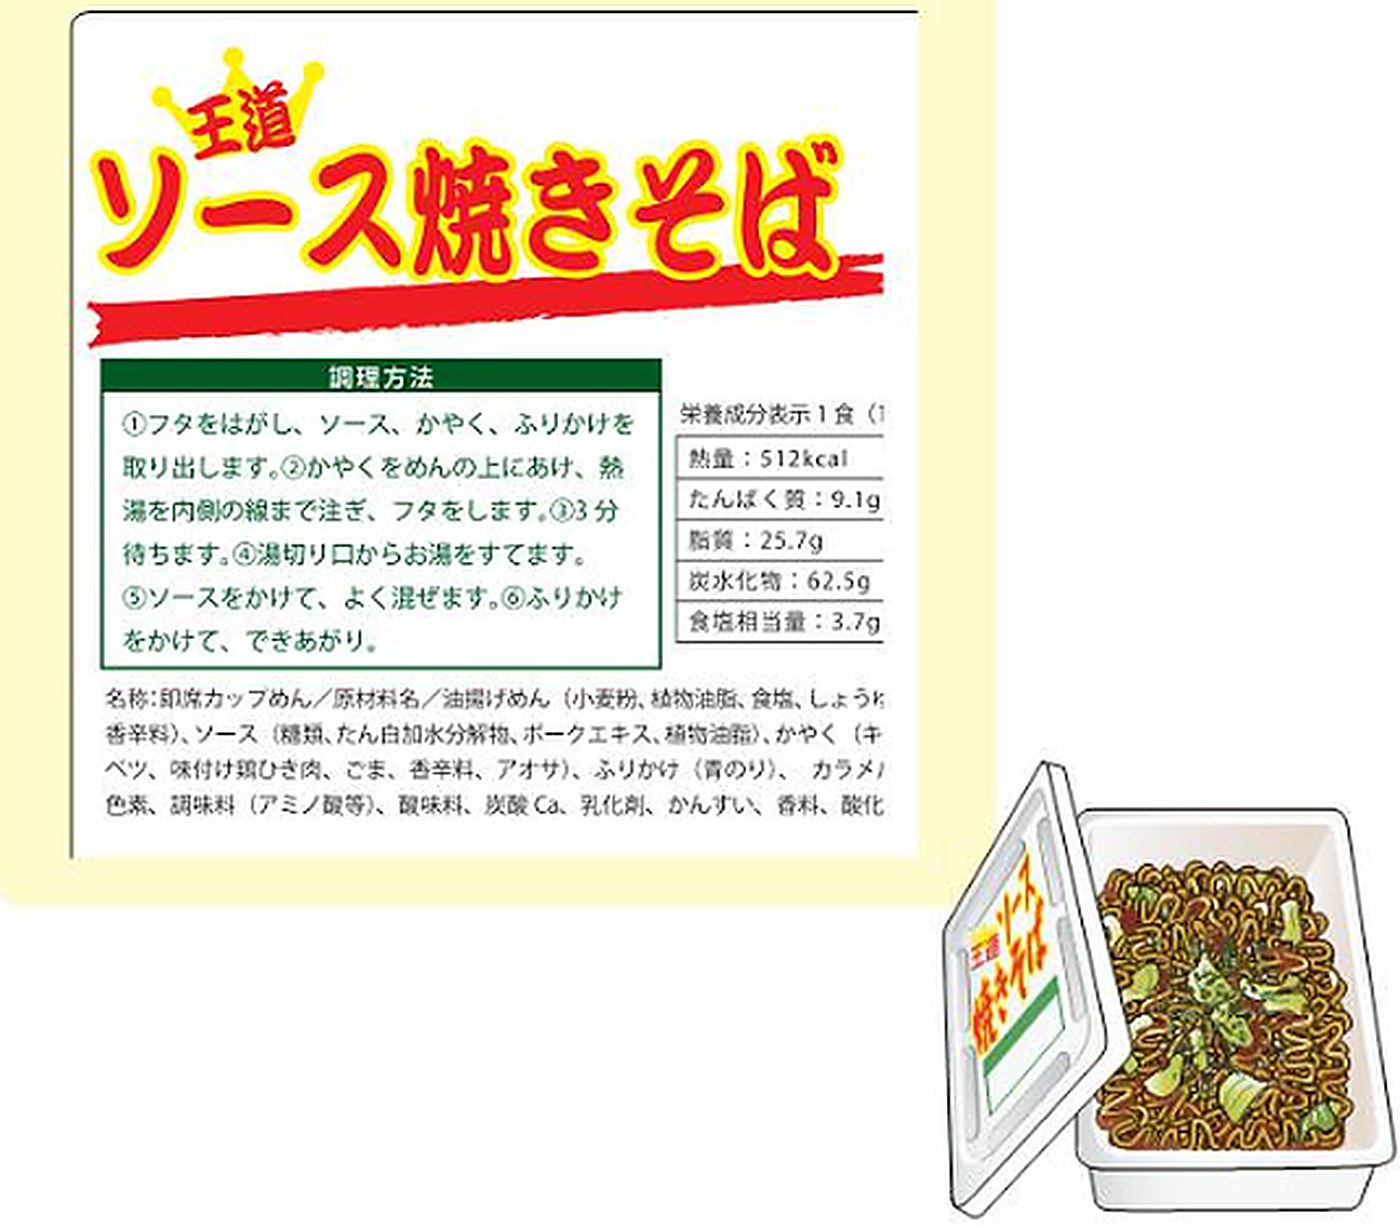 王道
ソース焼きそば
調理方法
①フタをはがし、ソース、かやく、ふりかけを
取り出します。②かやくをめんの上にあけ、熱
湯を内側の線まで注ぎ、フタをします。③3 分
待ちます。④湯切り口からお湯をすてます。
⑤ソースをかけて、よく混ぜます。⑥ふりかけ
をかけて、できあがり。
栄養成分表示 1 食（1
熱量：512kcal
たんぱく質：9.1g
脂質：25.7g
炭水化物：62.5g
食塩相当量：3.7g
名称：即席カップめん／原材料名／油揚げめん（小麦粉、植物油脂、食塩、しょう
香辛料）、ソース（糖類、たん白加水分解物、ポークエキス、植物油脂）、かやく（キ
ベツ、味付け鶏ひき肉、ごま、香辛料、アオサ）、ふりかけ（青のり）、カラメ
色素、調味料（アミノ酸等）、酸味料、炭酸 Ca、乳化剤、かんすい、香料、酸化
王道
ソース
焼きそば